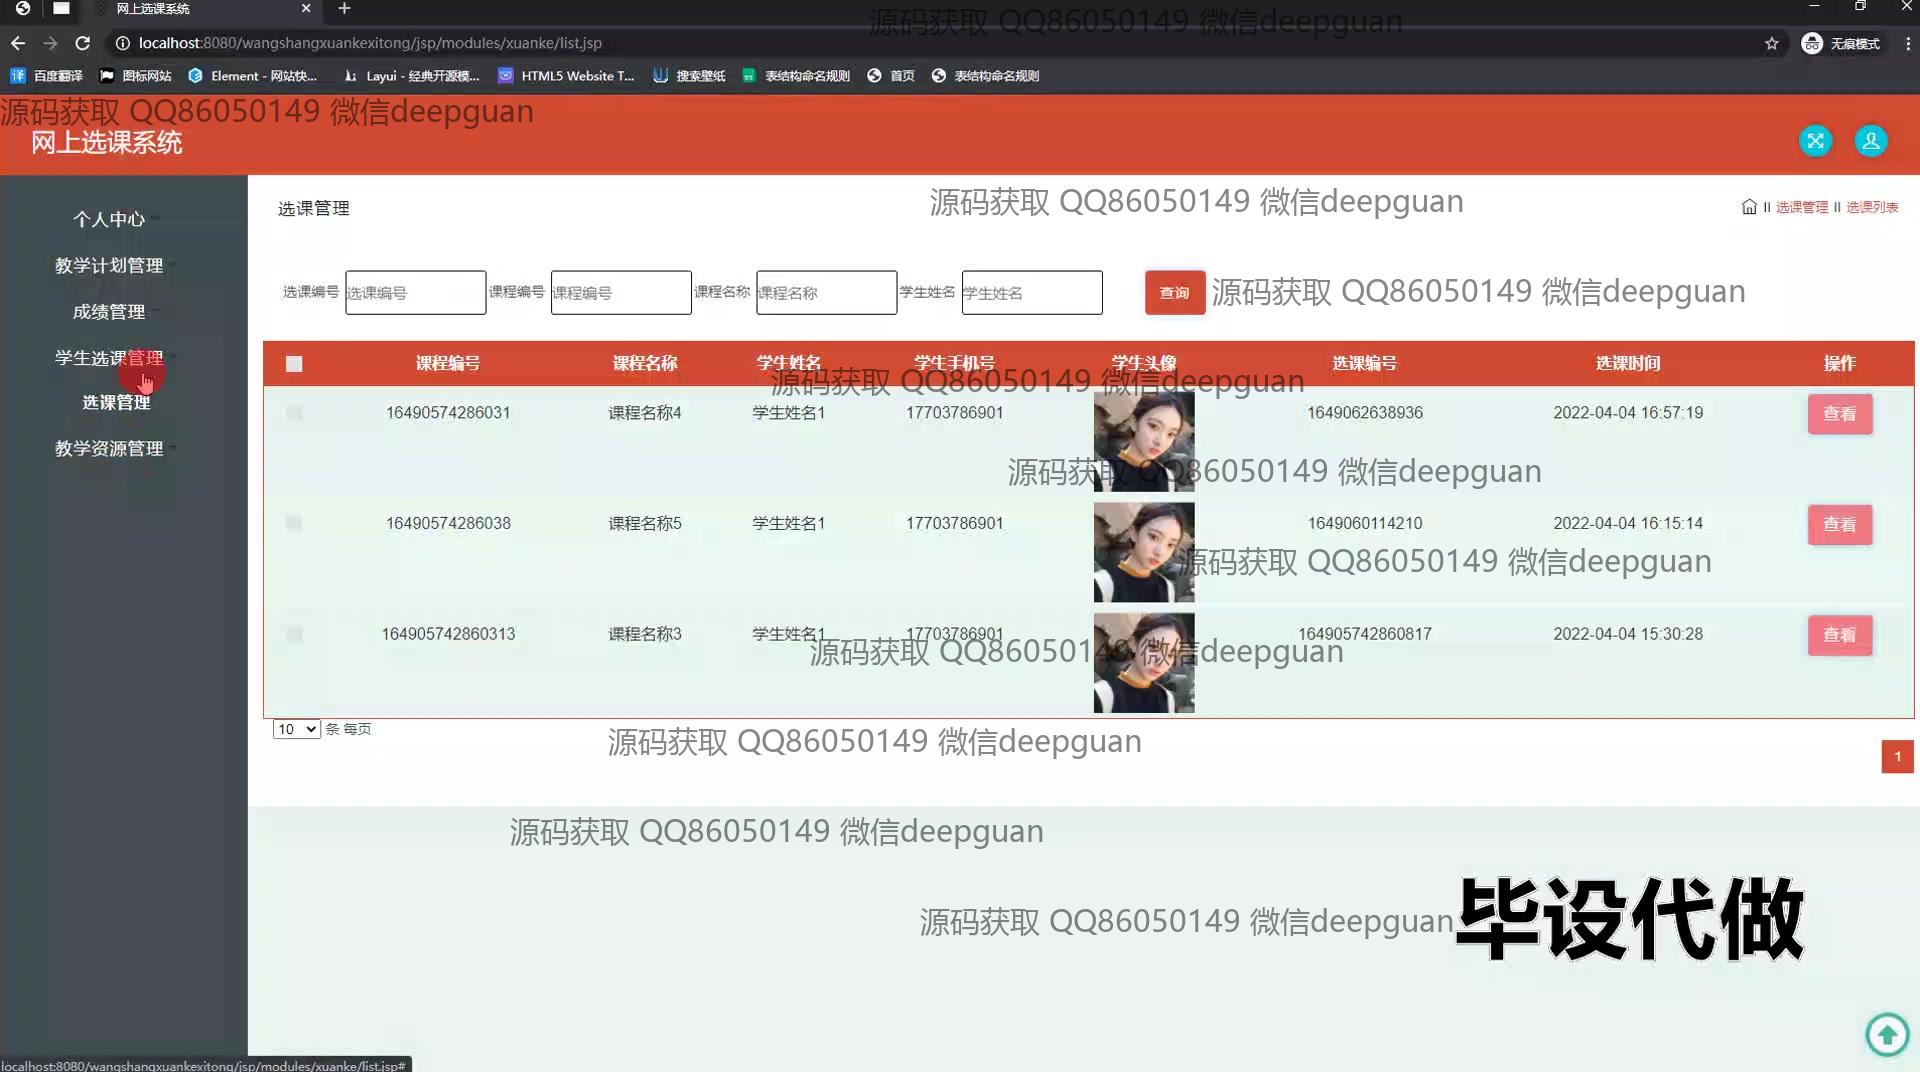 网上选课系统
源码获取 QQ86050149 微信deepguan
localhost:8080/wangshangxuankexitong/jsp/modules/xuanke/list.jsp
无痕模式
百度翻译 图标网站 Element - 网站快... Layui - 经典开源模... HTML5 Website T... 搜索壁纸 表结构命名规则 首页 表结构命名规则
源码获取 QQ86050149 微信deepguan
网上选课系统
个人中心
教学计划管理
成绩管理
学生选课管理
选课管理
教学资源管理
选课管理
源码获取 QQ86050149 微信deepguan
选课管理 选课列表
选课编号 选课编号 课程编号 课程编号 课程名称 课程名称 学生姓名 学生姓名 查询
源码获取 QQ86050149 微信deepguan
课程编号 课程名称 学生姓名 学生手机号 学生头像 选课编号 选课时间 操作
源码获取 QQ86050149 微信deepguan
16490574286031 课程名称4 学生姓名1 17703786901 1649062638936 2022-04-04 16:57:19 查看
源码获取 QQ86050149 微信deepguan
16490574286038 课程名称5 学生姓名1 17703786901 1649060114210 2022-04-04 16:15:14 查看
源码获取 QQ86050149 微信deepguan
164905742860313 课程名称3 学生姓名1 17703786901 164905742860817 2022-04-04 15:30:28 查看
源码获取 QQ86050149 微信deepguan
10 条 每页
源码获取 QQ86050149 微信deepguan
1
源码获取 QQ86050149 微信deepguan
源码获取 QQ86050149 微信deepguan
毕设代做
localhost:8080/wangshangxuankexitong/jsp/modules/xuanke/list.jsp#